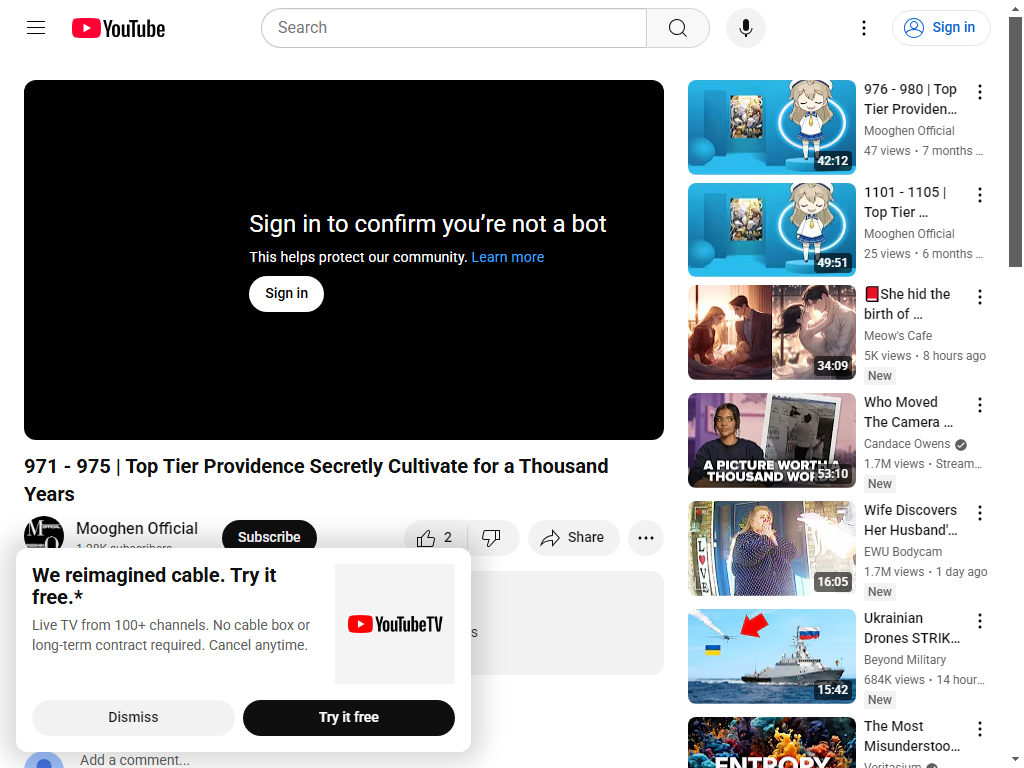 YouTube
Search
Sign in
Sign in to confirm you’re not a bot
This helps protect our community. Learn more
Sign in
971 - 975 | Top Tier Providence Secretly Cultivate for a Thousand
Years
Mooghen Official
Subscribe
2
Share
We reimagined cable. Try it
free.*
Live TV from 100+ channels. No cable box or
long-term contract required. Cancel anytime.
YouTubeTV
Dismiss
Try it free
Add a comment...
976 - 980 | Top
Tier Providen...
Mooghen Official
47 views • 7 months ...
42:12
1101 - 1105 |
Top Tier ...
Mooghen Official
25 views • 6 months ...
49:51
She hid the
birth of ...
Meow's Cafe
5K views • 8 hours ago
New
34:09
Who Moved
The Camera ...
Candace Owens
1.7M views • Stream...
New
A PICTURE WORTH A
THOUSAND WORDS
53:10
Wife Discovers
Her Husband'...
EWU Bodycam
1.7M views • 1 day ago
New
LOVE
16:05
Ukrainian
Drones STRIK...
Beyond Military
684K views • 14 hour...
New
15:42
The Most
Misunderstoo...
Veritasium
ENTROPY